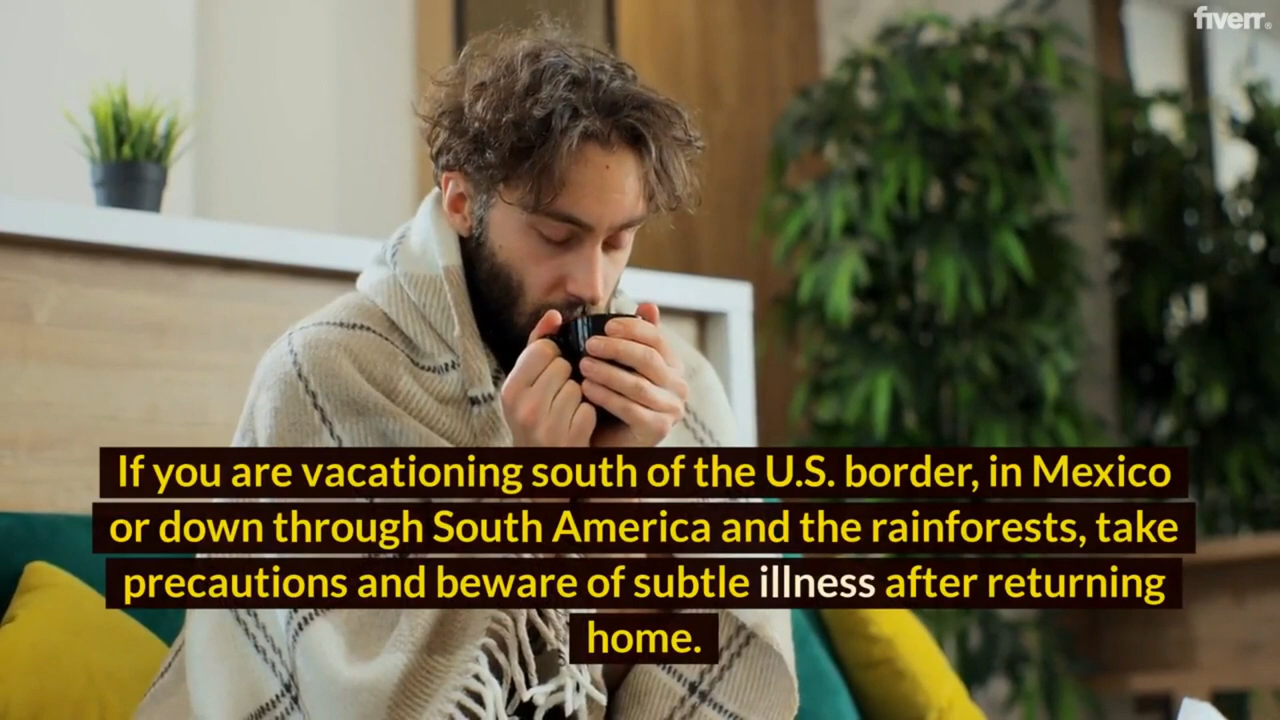 fiverr®
If you are vacationing south of the U.S. border, in Mexico
or down through South America and the rainforests, take
precautions and beware of subtle illness after returning
home.